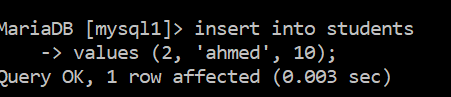 MariaDB [mysql1]> insert into students
    -> values (2, 'ahmed', 10);
Query OK, 1 row affected (0.003 sec)